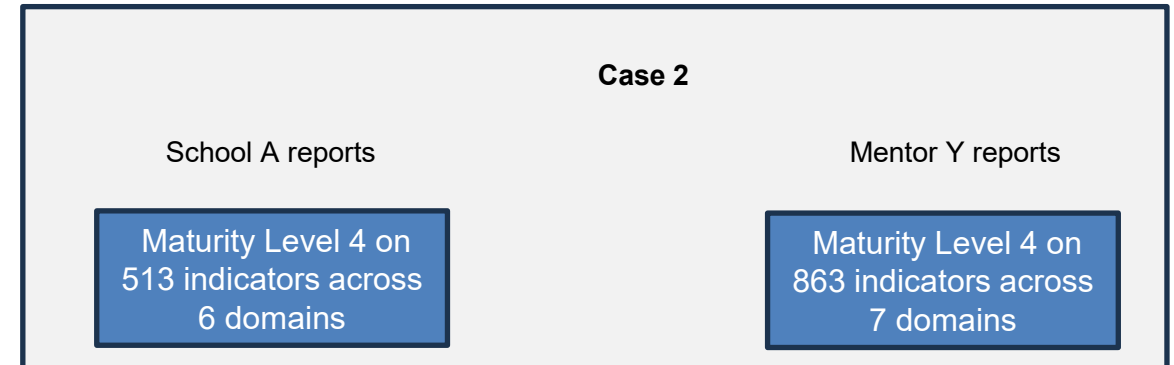 Case 2
School A reports
Mentor Y reports
Maturity Level 4 on
513 indicators across
6 domains
Maturity Level 4 on
863 indicators across
7 domains